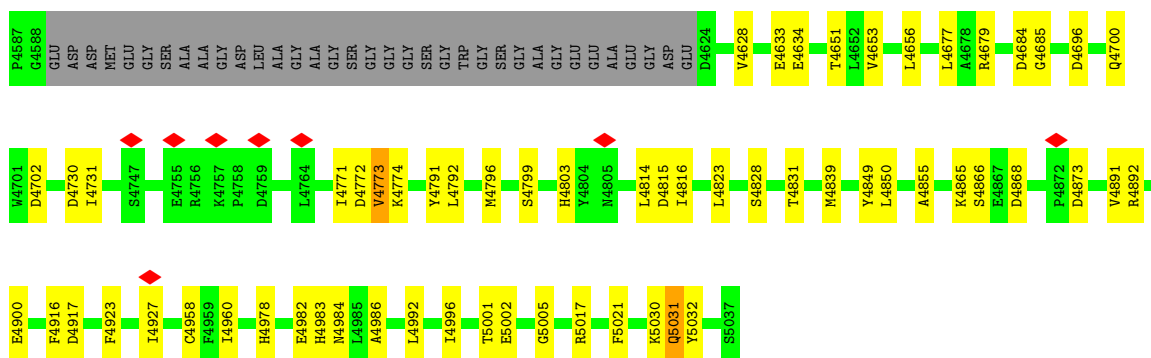 P4587 G4588 GLU ASP ASP MET GLU GLY SER ALA ALA GLY ASP LEU ALA GLY ALA GLY SER GLY GLY GLY SER GLY TRP GLY SER GLY ALA GLY GLU GLU ALA GLU GLY ASP GLU D4624 V4628 E4633 E4634 T4651 L4652 V4653 L4656 L4677 A4678 R4679 D4684 G4685 D4696 Q4700
W4701 D4702 D4730 I4731 S4747 E4755 R4756 K4757 P4758 D4759 L4764 I4771 D4772 V4773 K4774 Y4791 L4792 M4796 S4799 H4803 Y4804 N4805 L4814 D4815 I4816 L4823 S4828 T4831 M4839 Y4849 L4850 A4855 K4865 S4866 E4867 D4868 P4872 D4873 V4891 R4892
E4900 F4916 D4917 F4923 I4927 C4958 F4959 I4960 H4978 E4982 H4983 N4984 L4985 A4986 L4992 I4996 T5001 E5002 G5005 R5017 F5021 K5030 Q5031 Y5032 S5037